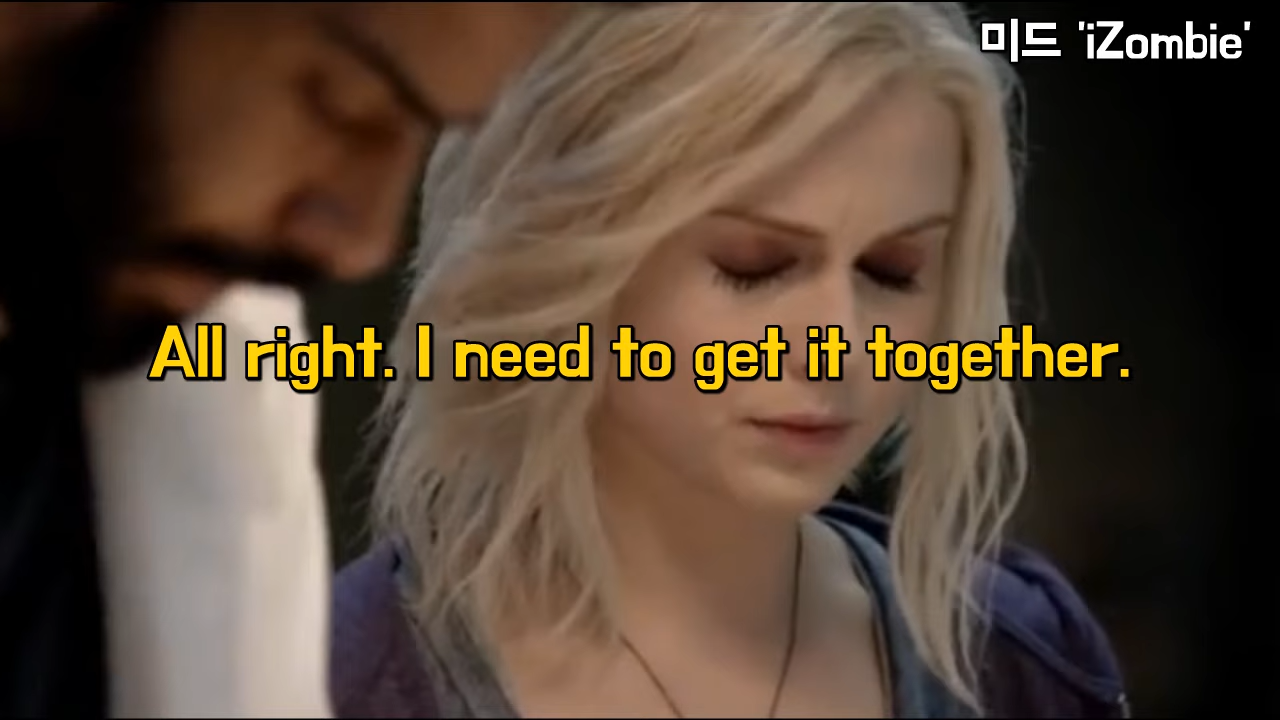 미드 'iZombie'
All right. I need to get it together.